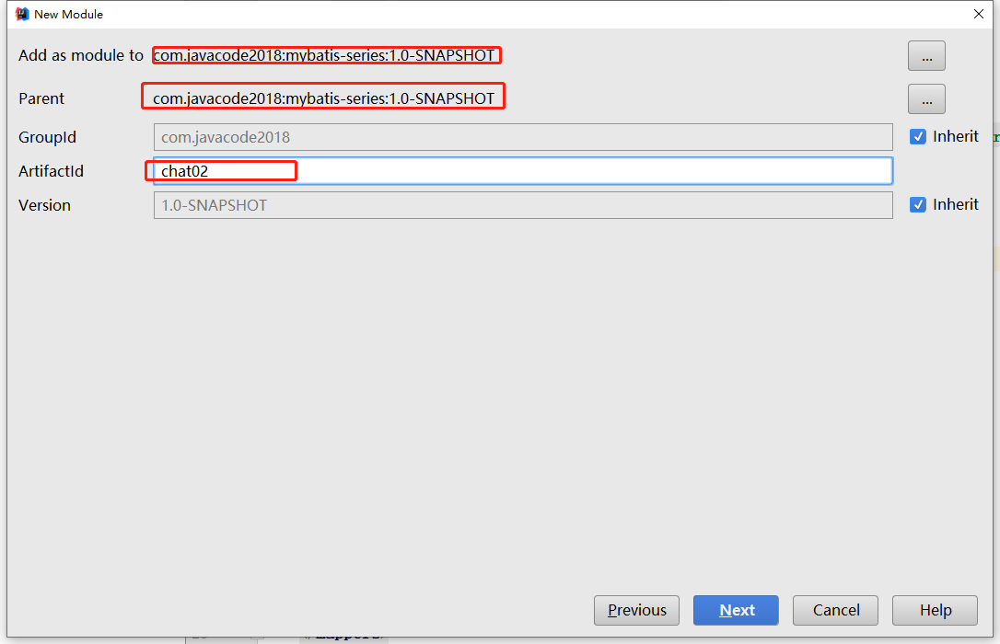 New Module
Add as module to com.javacode2018:mybatis-series:1.0-SNAPSHOT ...
Parent com.javacode2018:mybatis-series:1.0-SNAPSHOT ...
GroupId com.javacode2018 Inherit
ArtifactId chat02
Version 1.0-SNAPSHOT Inherit
Previous Next Cancel Help